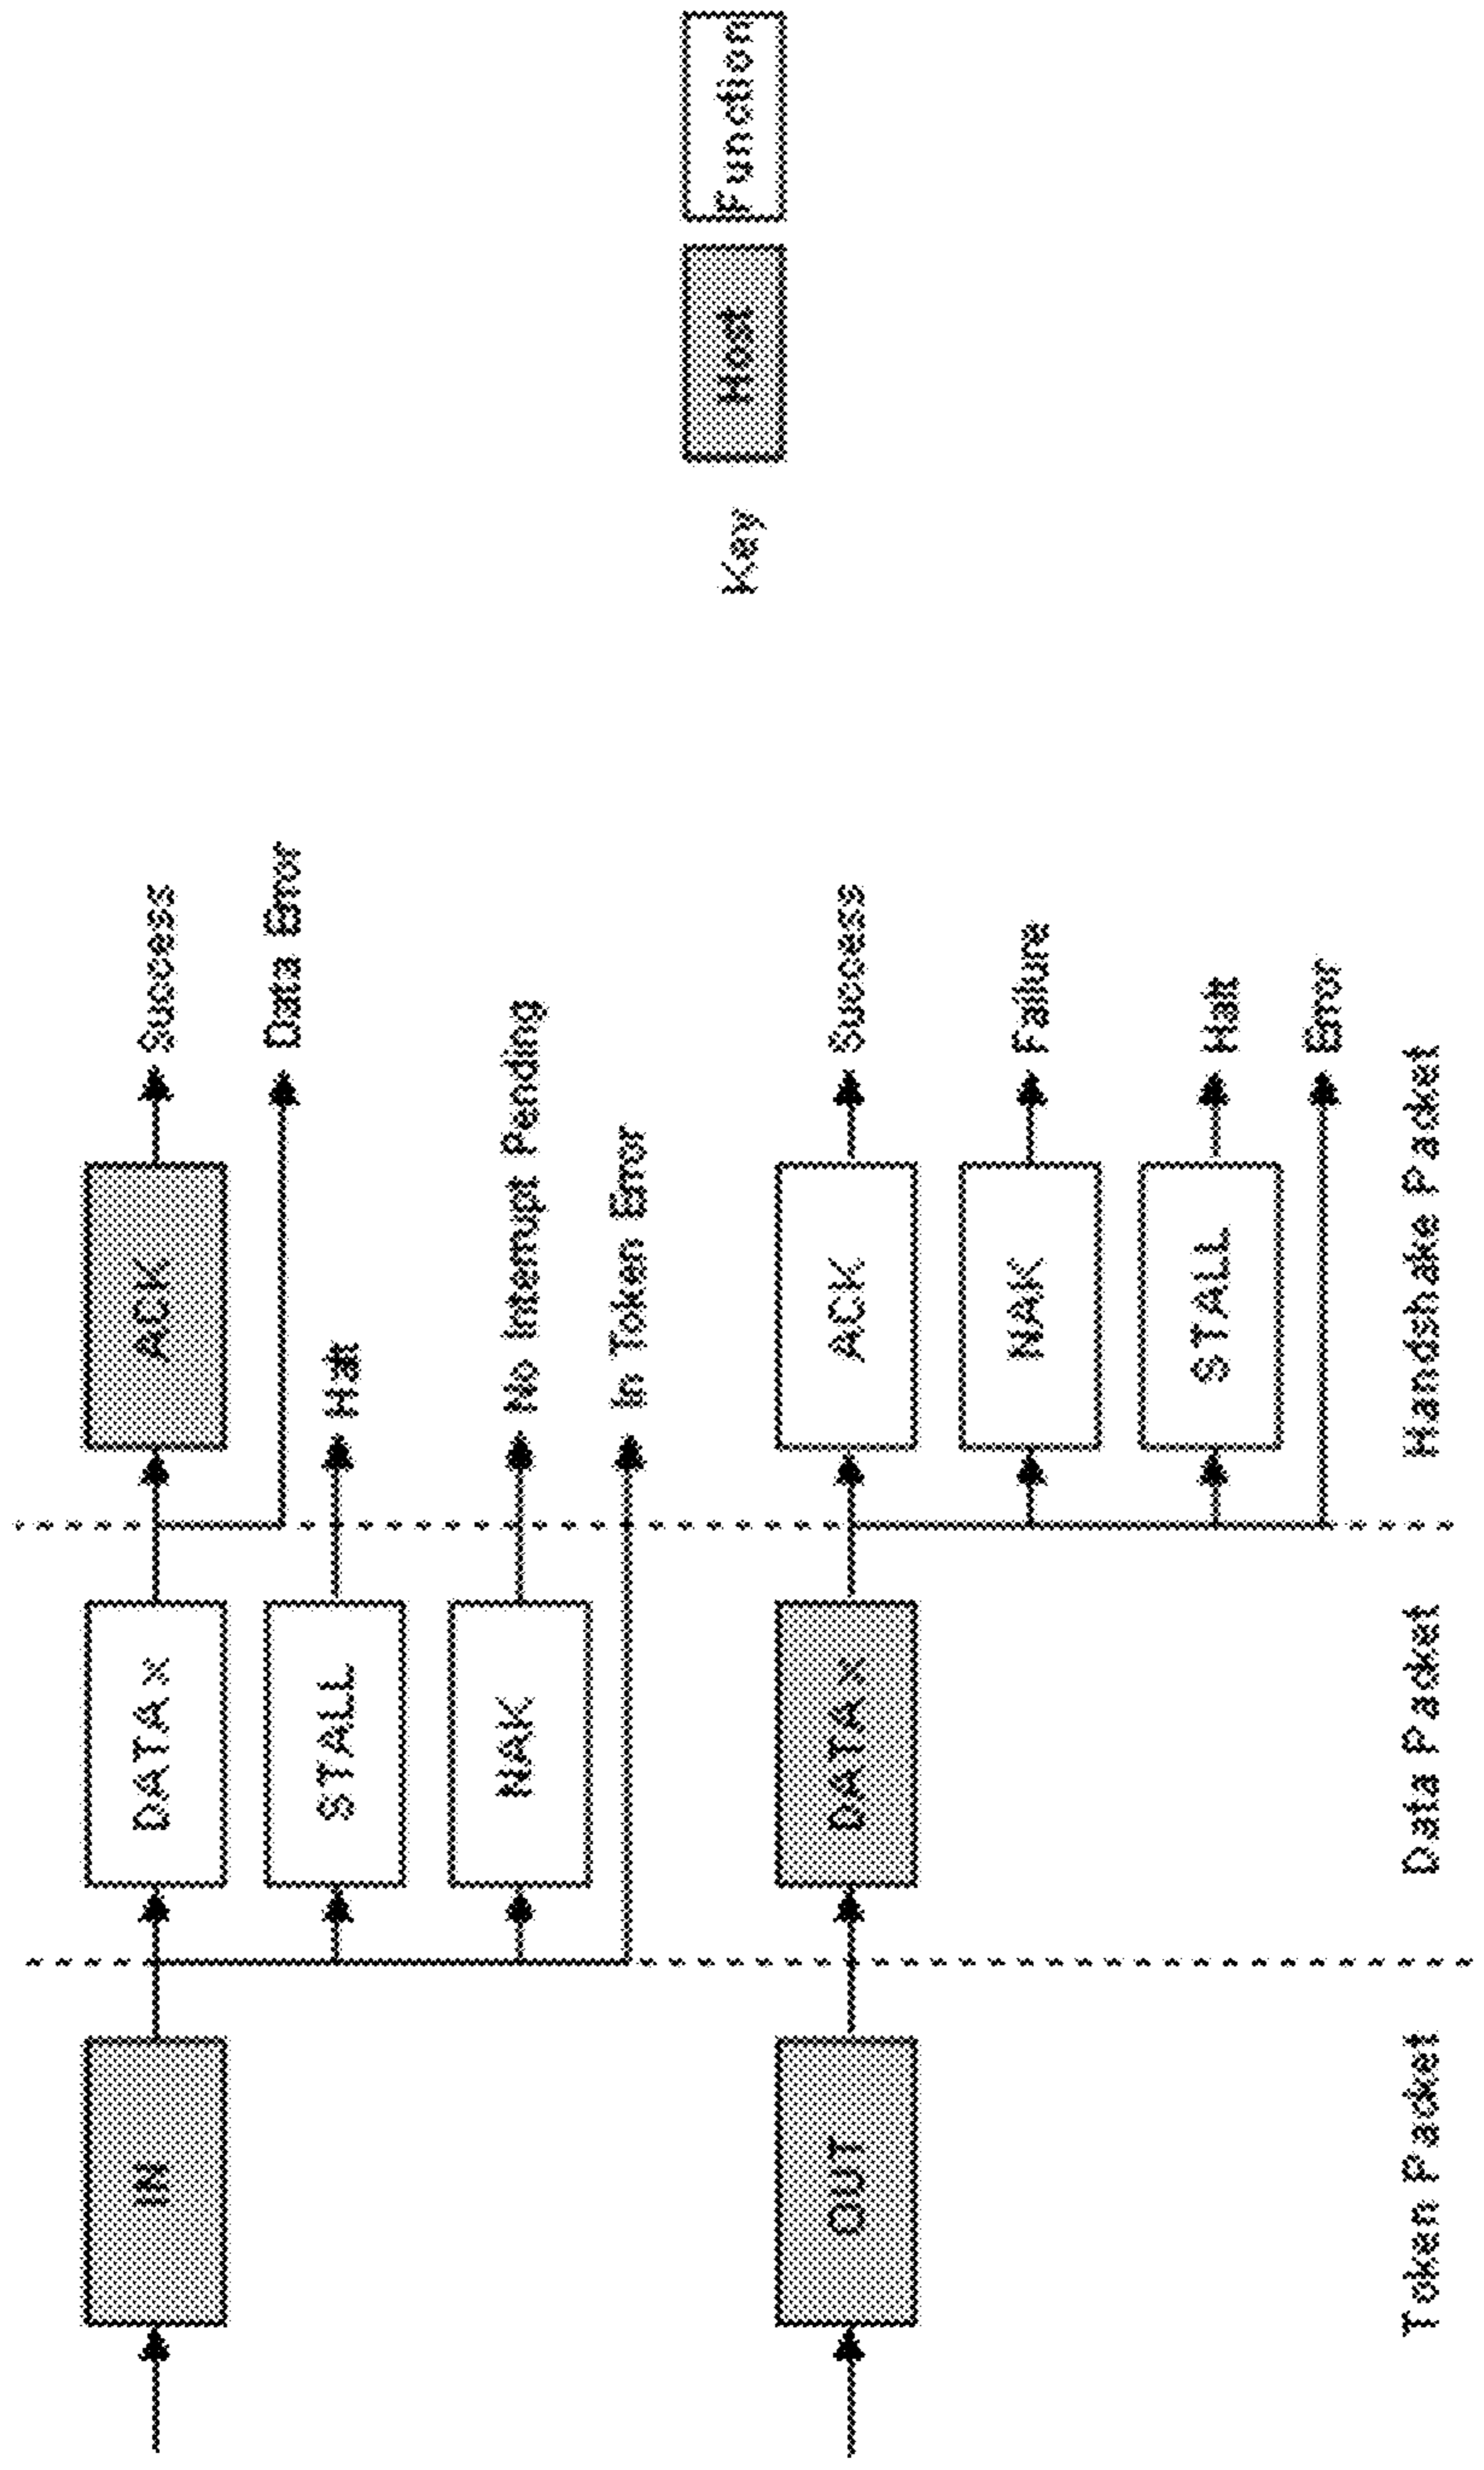 IN
DATA x
ACK
Success
Data Error
STALL
Halt
NAK
No Interrupt Pending
In Token Error
Key
Host
Function
OUT
DATA x
ACK
Success
NAK
Failure
STALL
Halt
Error
Token Packet
Data Packet
Handshake Packet